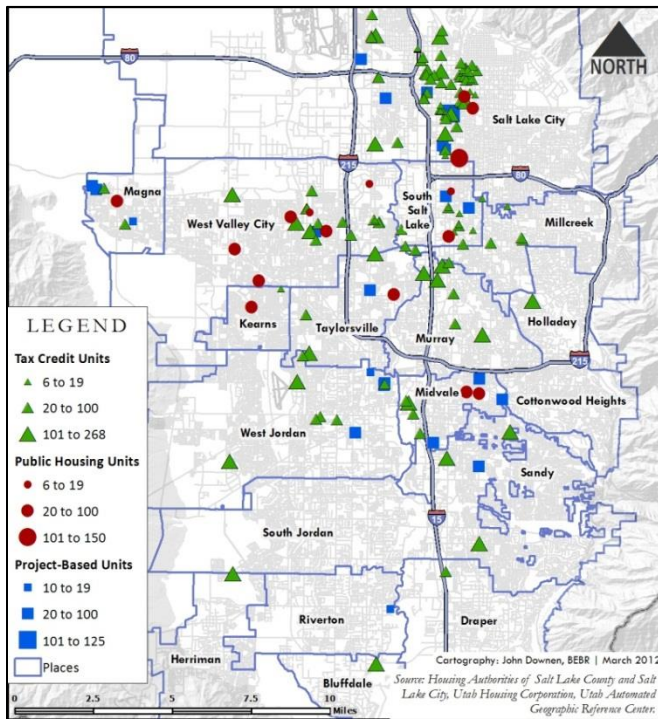 80
NORTH
Salt Lake City
215
80
Magna
West Valley City
South
Salt
Lake
Millcreek
LEGEND
Tax Credit Units
6 to 19
20 to 100
101 to 268
Public Housing Units
6 to 19
20 to 100
101 to 150
Project-Based Units
10 to 19
20 to 100
101 to 125
Places
Kearns
Taylorsville
Murray
Holladay
215
Midvale
Cottonwood Heights
West Jordan
Sandy
15
South Jordan
Riverton
Draper
Herriman
Bluffdale
Cartography: John Downen, BEBR | March 2012
Source: Housing Authorities of Salt Lake County and Salt
Lake City, Utah Housing Corporation, Utah Automated
Geographic Reference Center.
0 2.5 5 10
Miles